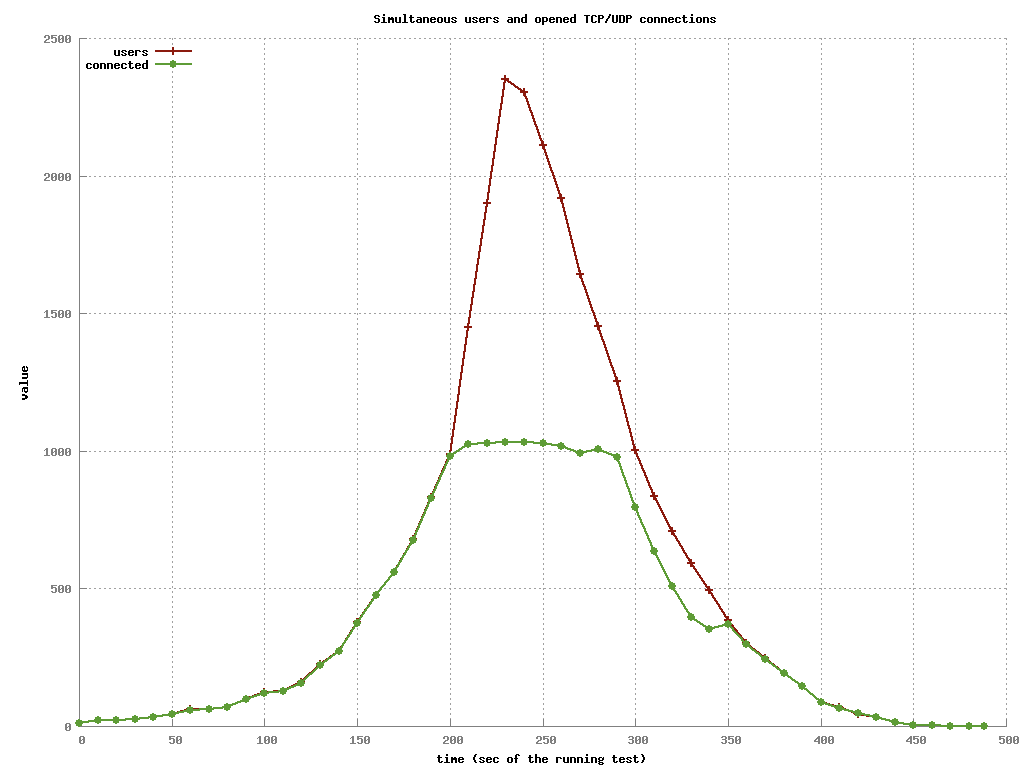 Simultaneous users and opened TCP/UDP connections
2500
users
connected
2000
1500
value
1000
500
0
0 50 100 150 200 250 300 350 400 450 500
time (sec of the running test)